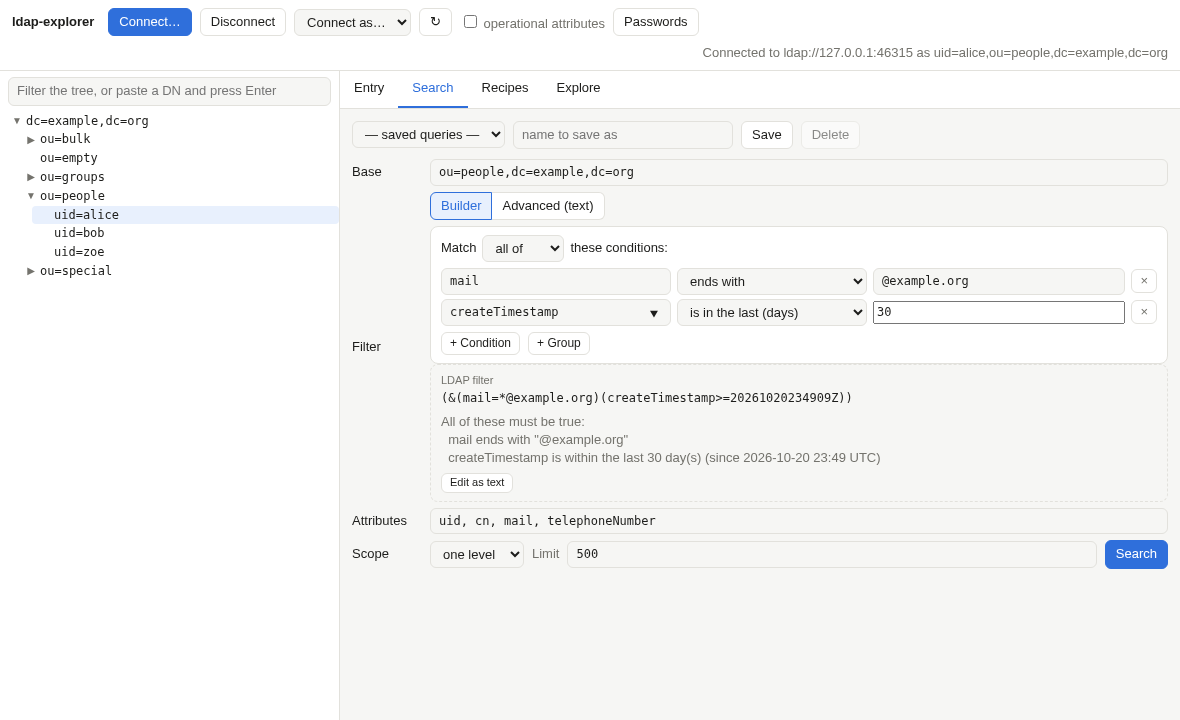 ldap-explorer Connect… Disconnect Connect as… ↻ operational attributes Passwords
Connected to ldap://127.0.0.1:46315 as uid=alice,ou=people,dc=example,dc=org
Filter the tree, or paste a DN and press Enter
▼ dc=example,dc=org
▶ ou=bulk
ou=empty
▶ ou=groups
▼ ou=people
uid=alice
uid=bob
uid=zoe
▶ ou=special
Entry Search Recipes Explore
— saved queries — name to save as Save Delete
Base ou=people,dc=example,dc=org
Builder Advanced (text)
Match all of these conditions:
mail ends with @example.org ×
createTimestamp is in the last (days) 30 ×
+ Condition + Group
Filter
LDAP filter
(&(mail=*@example.org)(createTimestamp>=20261020234909Z))
All of these must be true:
mail ends with "@example.org"
createTimestamp is within the last 30 day(s) (since 2026-10-20 23:49 UTC)
Edit as text
Attributes uid, cn, mail, telephoneNumber
Scope one level Limit 500 Search